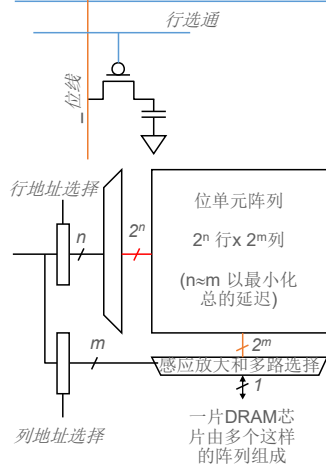 行选通
位线
行地址选择
n
2ⁿ
位单元阵列
2ⁿ 行x 2ᵐ列
(n≈m 以最小化
总的延迟)
m
2ᵐ
感应放大和多路选择
1
列地址选择
一片DRAM芯
片由多个这样
的阵列组成